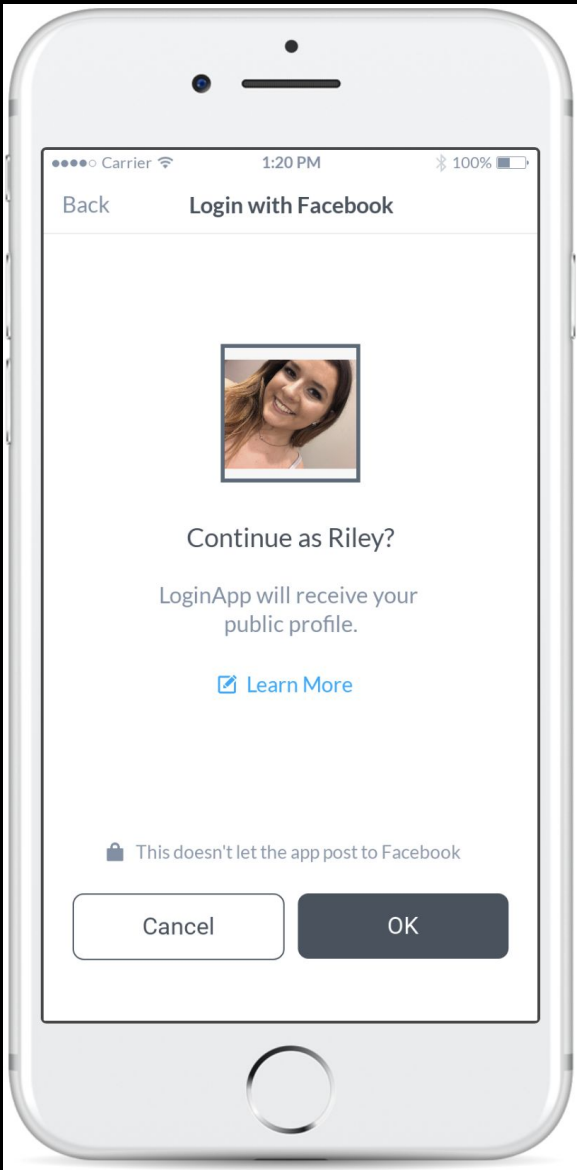 Carrier 1:20 PM 100%
Back Login with Facebook
Continue as Riley?
LoginApp will receive your
public profile.
Learn More
This doesn't let the app post to Facebook
Cancel OK